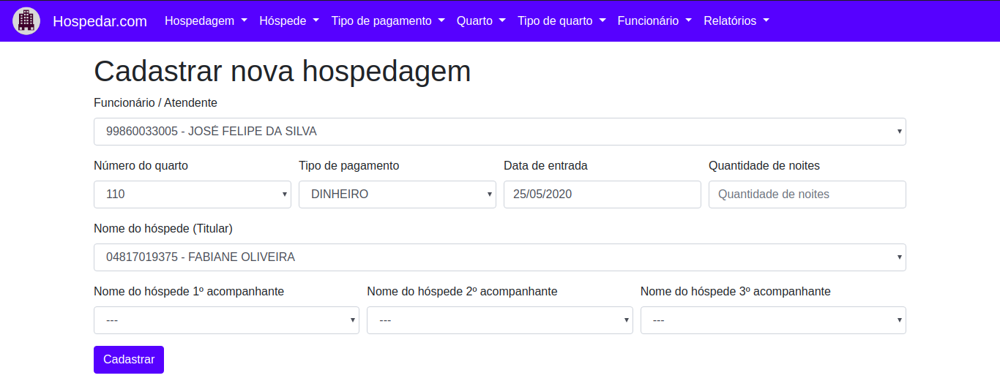 Hospedar.com Hospedagem Hóspede Tipo de pagamento Quarto Tipo de quarto Funcionário Relatórios
Cadastrar nova hospedagem
Funcionário / Atendente
99860033005 - JOSÉ FELIPE DA SILVA
Número do quarto Tipo de pagamento Data de entrada Quantidade de noites
110 DINHEIRO 25/05/2020 Quantidade de noites
Nome do hóspede (Titular)
04817019375 - FABIANE OLIVEIRA
Nome do hóspede 1º acompanhante Nome do hóspede 2º acompanhante Nome do hóspede 3º acompanhante
--- --- ---
Cadastrar